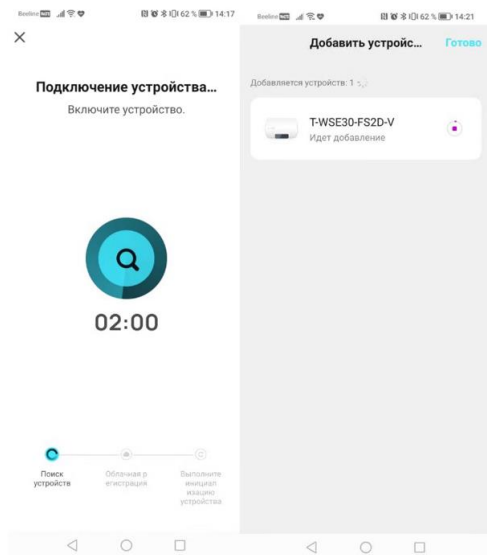 Beeline 62 % 14:17
Подключение устройства...
Включите устройство.
02:00
Поиск
устройств
Облачная р
егистрация
Выполните
инициал
изацию
устройства
Beeline 62 % 14:21
Добавить устройс... Готово
Добавляется устройств: 1
T-WSE30-FS2D-V
Идет добавление